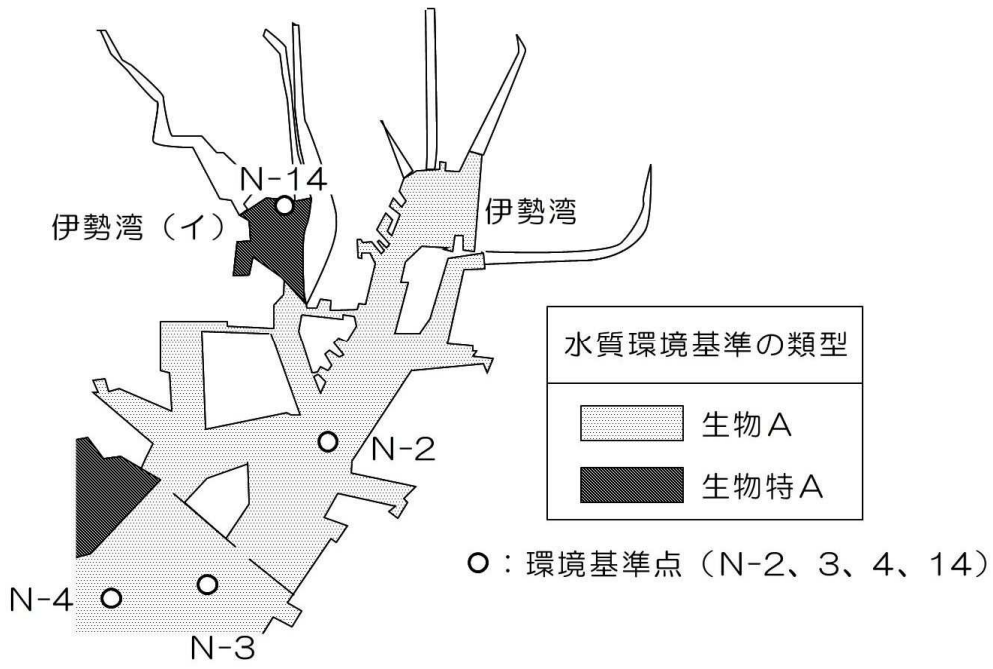 N-14
伊勢湾（イ）
伊勢湾
水質環境基準の類型
生物A
生物特A
N-2
○：環境基準点（N-2、3、4、14）
N-4
N-3